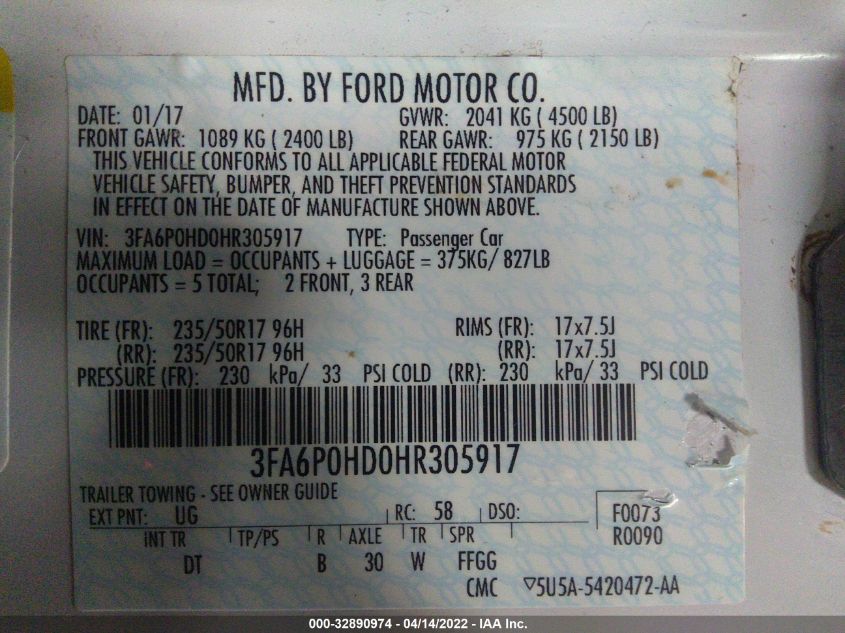 MFD. BY FORD MOTOR CO.
DATE: 01/17 GVWR: 2041 KG ( 4500 LB)
FRONT GAWR: 1089 KG ( 2400 LB) REAR GAWR: 975 KG ( 2150 LB)
THIS VEHICLE CONFORMS TO ALL APPLICABLE FEDERAL MOTOR
VEHICLE SAFETY, BUMPER, AND THEFT PREVENTION STANDARDS
IN EFFECT ON THE DATE OF MANUFACTURE SHOWN ABOVE.
VIN: 3FA6P0HD0HR305917 TYPE: Passenger Car
MAXIMUM LOAD = OCCUPANTS + LUGGAGE = 375KG/ 827LB
OCCUPANTS = 5 TOTAL; 2 FRONT, 3 REAR
TIRE (FR): 235/50R17 96H RIMS (FR): 17x7.5J
(RR): 235/50R17 96H (RR): 17x7.5J
PRESSURE (FR): 230 kPa/ 33 PSI COLD (RR): 230 kPa/ 33 PSI COLD
3FA6P0HD0HR305917
TRAILER TOWING - SEE OWNER GUIDE
EXT PNT: UG RC: 58 DSO: F0073
INT TR TP/PS R AXLE TR SPR R0090
DT B 30 W FFGG
CMC ▽5U5A-5420472-AA
000-32890974 - 04/14/2022 - IAA Inc.